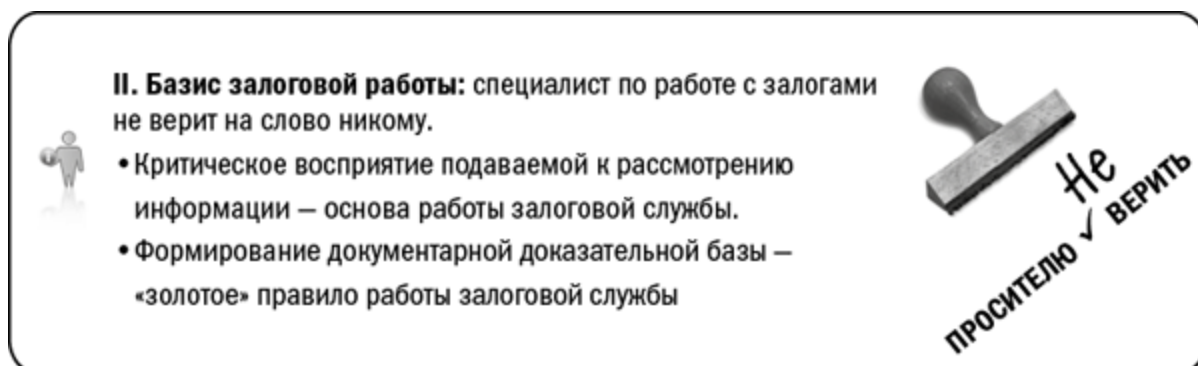 II. Базис залоговой работы: специалист по работе с залогами
не верит на слово никому.
• Критическое восприятие подаваемой к рассмотрению
информации — основа работы залоговой службы.
• Формирование документарной доказательной базы —
«золотое» правило работы залоговой службы
Не
ПРОСИТЕЛЮ ✓ ВЕРИТЬ